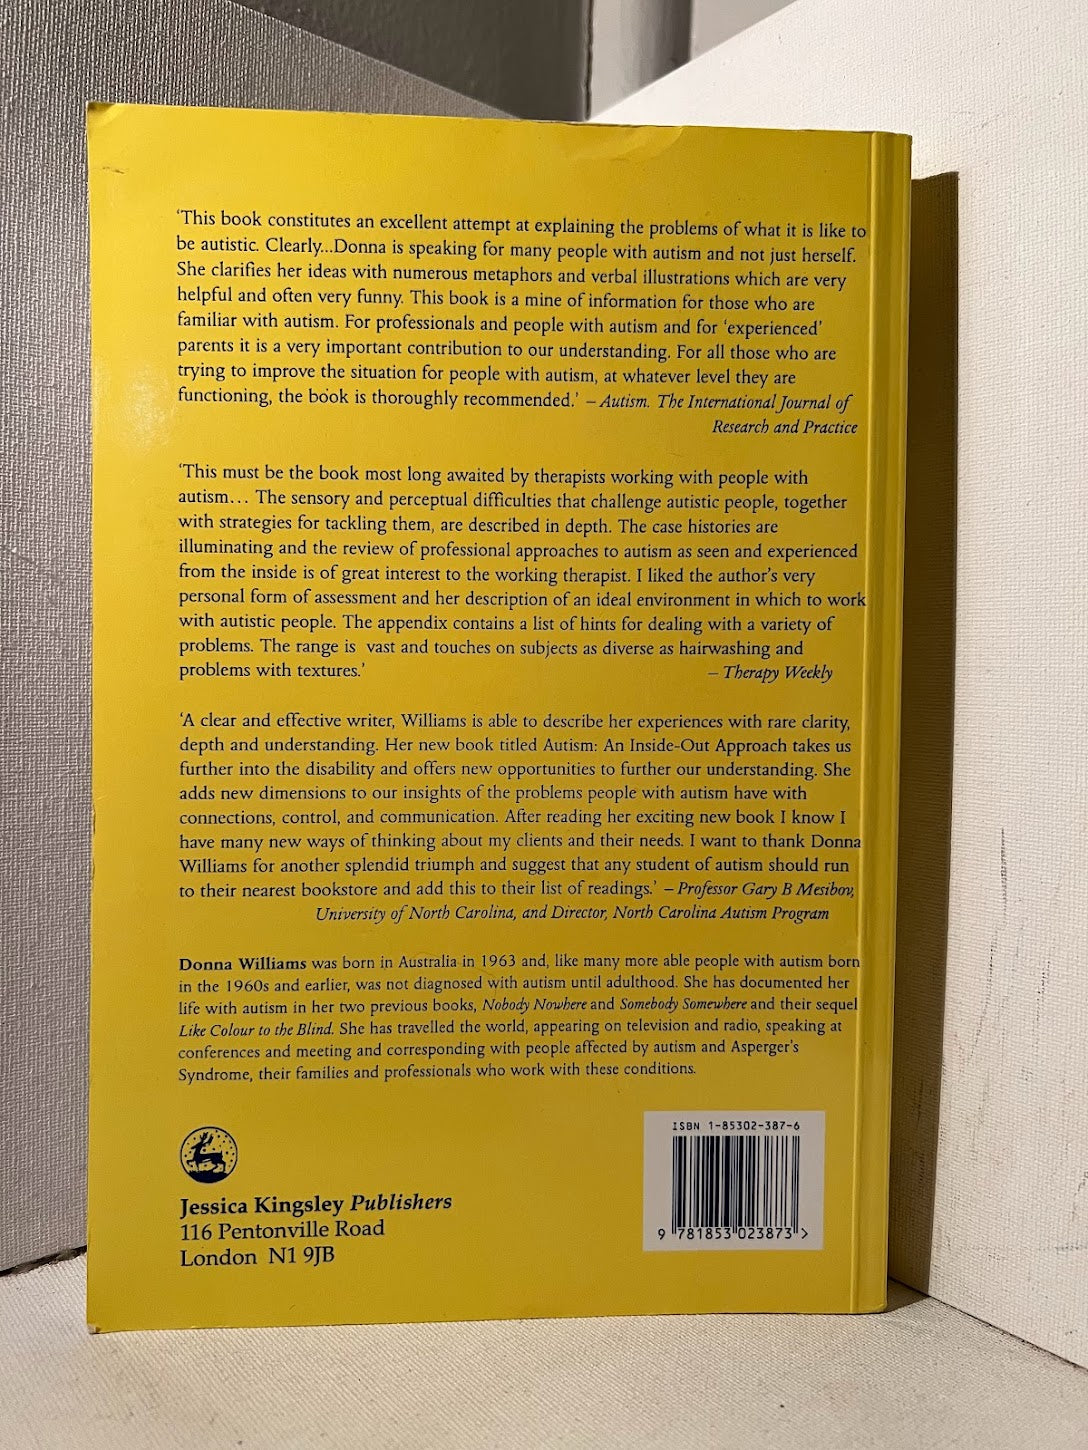 ‘This book constitutes an excellent attempt at explaining the problems of what it is like to
be autistic. Clearly...Donna is speaking for many people with autism and not just herself.
She clarifies her ideas with numerous metaphors and verbal illustrations which are very
helpful and often very funny. This book is a mine of information for those who are
familiar with autism. For professionals and people with autism and for ‘experienced’
parents it is a very important contribution to our understanding. For all those who are
trying to improve the situation for people with autism, at whatever level they are
functioning, the book is thoroughly recommended.’ – Autism. The International Journal of
Research and Practice
‘This must be the book most long awaited by therapists working with people with
autism… The sensory and perceptual difficulties that challenge autistic people, together
with strategies for tackling them, are described in depth. The case histories are
illuminating and the review of professional approaches to autism as seen and experienced
from the inside is of great interest to the working therapist. I liked the author’s very
personal form of assessment and her description of an ideal environment in which to work
with autistic people. The appendix contains a list of hints for dealing with a variety of
problems. The range is vast and touches on subjects as diverse as hairwashing and
problems with textures.’ – Therapy Weekly
‘A clear and effective writer, Williams is able to describe her experiences with rare clarity,
depth and understanding. Her new book titled Autism: An Inside-Out Approach takes us
further into the disability and offers new opportunities to further our understanding. She
adds new dimensions to our insights of the problems people with autism have with
connections, control, and communication. After reading her exciting new book I know I
have many new ways of thinking about my clients and their needs. I want to thank Donna
Williams for another splendid triumph and suggest that any student of autism should run
to their nearest bookstore and add this to their list of readings.’ – Professor Gary B Mesibov,
University of North Carolina, and Director, North Carolina Autism Program
Donna Williams was born in Australia in 1963 and, like many more able people with autism born
in the 1960s and earlier, was not diagnosed with autism until adulthood. She has documented her
life with autism in her two previous books, Nobody Nowhere and Somebody Somewhere and their sequel
Like Colour to the Blind. She has travelled the world, appearing on television and radio, speaking at
conferences and meeting and corresponding with people affected by autism and Asperger’s
Syndrome, their families and professionals who work with these conditions.
Jessica Kingsley Publishers
116 Pentonville Road
London N1 9JB
ISBN 1-85302-387-6
9 781853 023873 >